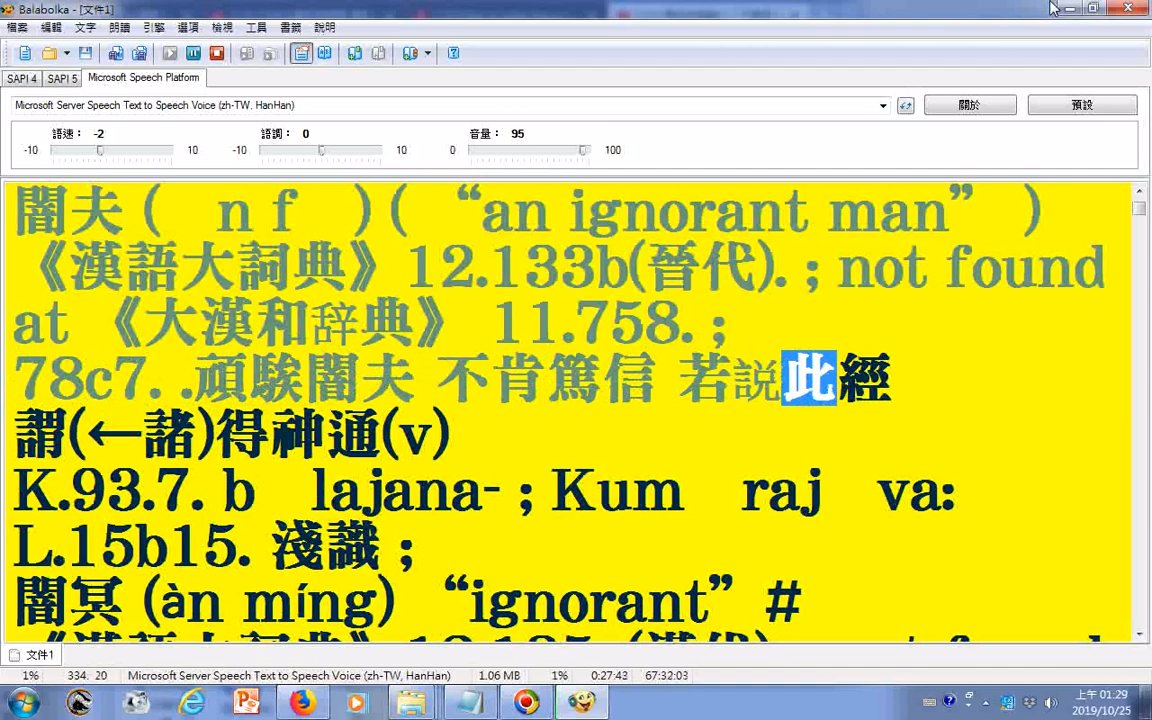 Balabolka - [文件1]
檔案 編輯 文字 朗讀 引擎 選項 檢視 工具 書籤 說明
SAPI 4 SAPI 5 Microsoft Speech Platform
Microsoft Server Speech Text to Speech Voice (zh-TW, HanHan) 關於 預設
語速： -2 語調： 0 音量： 95
-10 10 -10 10 0 100
闇夫 ( n f ) ( “an ignorant man” )
《漢語大詞典》 12.133b(晉代). ; not found
at 《大漢和辞典》 11.758. ;
78c7. .頑騃闇夫 不肯篤信 若説此經
謂(←諸)得神通(v)
K.93.7. b lajana- ; Kum raj va:
L.15b15. 淺識 ;
闇冥 (àn míng) “ignorant” #
文件1
1% 334. 20 Microsoft Server Speech Text to Speech Voice (zh-TW, HanHan) 1.06 MB 1% 0:27:43 67:32:03
上午 01:29
2019/10/25